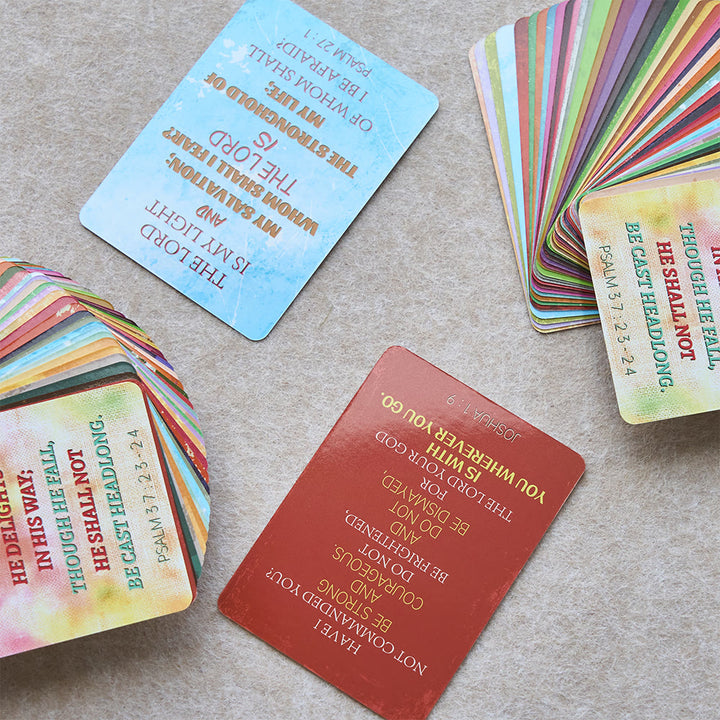 THE LORD
IS MY LIGHT
AND
MY SALVATION;
WHOM SHALL I FEAR?
THE LORD
IS
THE STRONGHOLD OF
MY LIFE;
OF WHOM SHALL
I BE AFRAID?
PSALM 27:1
THOUGH HE FALL,
HE SHALL NOT
BE CAST HEADLONG.
PSALM 37:23-24
HE DELIGHTS
IN HIS WAY;
THOUGH HE FALL,
HE SHALL NOT
BE CAST HEADLONG.
PSALM 37:23-24
HAVE I
NOT COMMANDED YOU?
BE STRONG
AND
COURAGEOUS.
DO NOT
BE FRIGHTENED,
AND
DO NOT
BE DISMAYED,
FOR
THE LORD YOUR GOD
IS WITH
YOU WHEREVER YOU GO.
JOSHUA 1:9